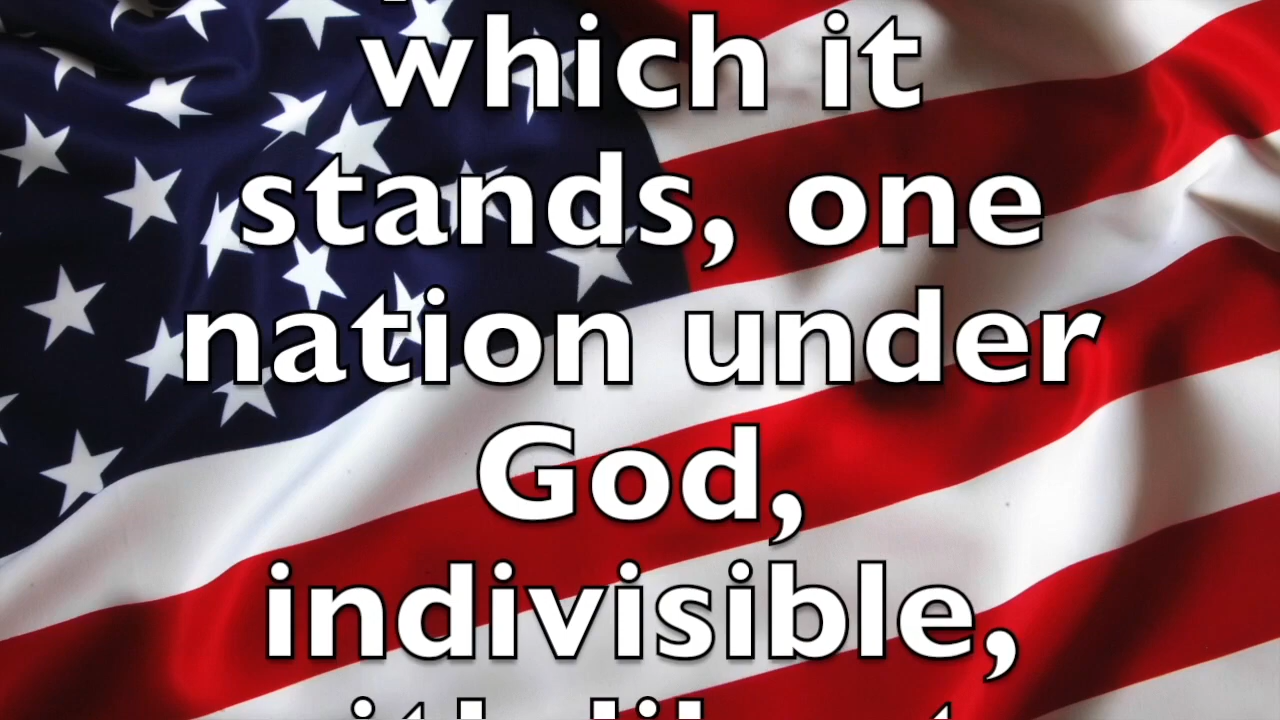 which it
stands, one
nation under
God,
indivisible,